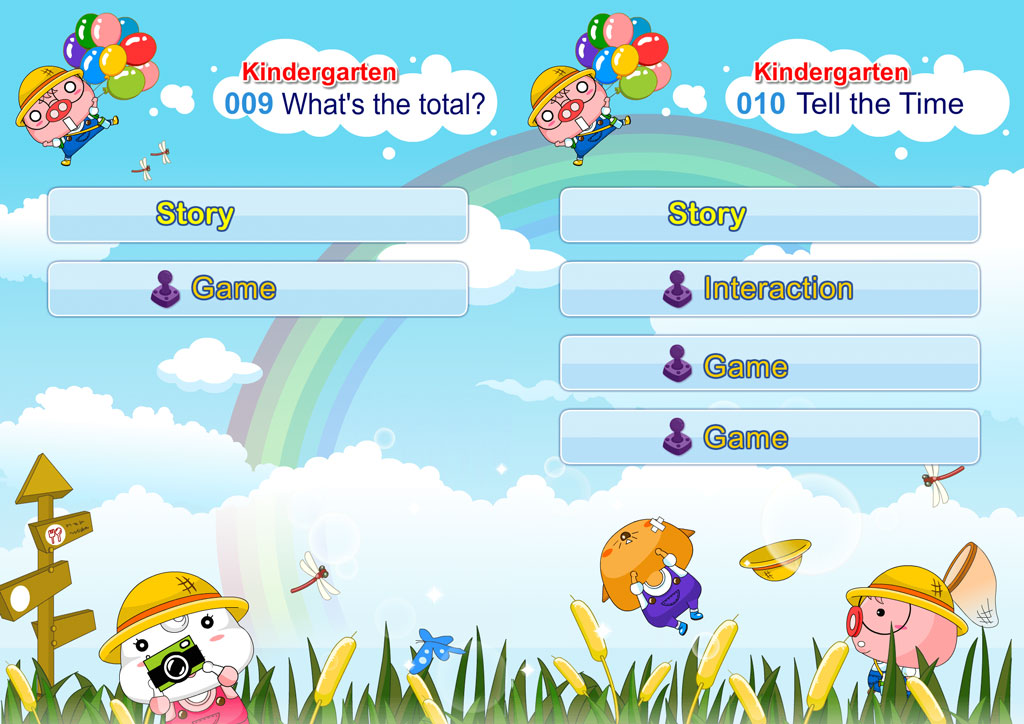 Kindergarten
009 What's the total?
Story
Game
Kindergarten
010 Tell the Time
Story
Interaction
Game
Game